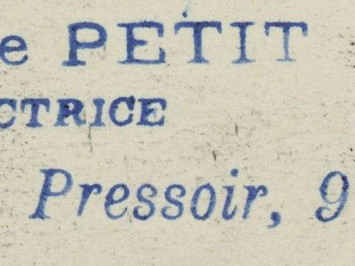 e PETIT
CTRICE
Pressoir, 9